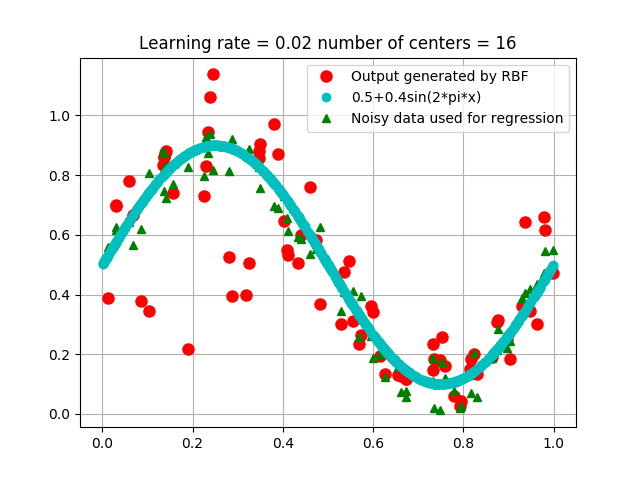 Learning rate = 0.02 number of centers = 16
Output generated by RBF
0.5+0.4sin(2*pi*x)
Noisy data used for regression
1.0
0.8
0.6
0.4
0.2
0.0
0.0 0.2 0.4 0.6 0.8 1.0